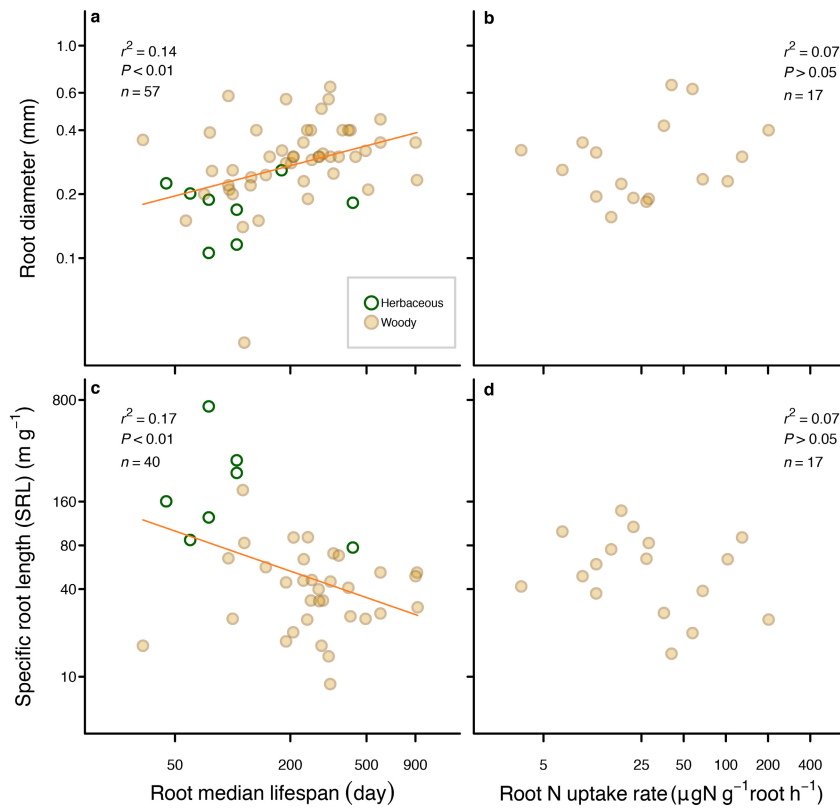 a
r² = 0.14
P < 0.01
n = 57
1.0
0.6
0.4
0.2
0.1
Root diameter (mm)
Herbaceous
Woody
b
r² = 0.07
P > 0.05
n = 17
c
r² = 0.17
P < 0.01
n = 40
800
160
80
40
10
Specific root length (SRL) (m g⁻¹)
50
200
500
900
Root median lifespan (day)
d
r² = 0.07
P > 0.05
n = 17
5
25
50
100
200
400
Root N uptake rate (μgN g⁻¹root h⁻¹)